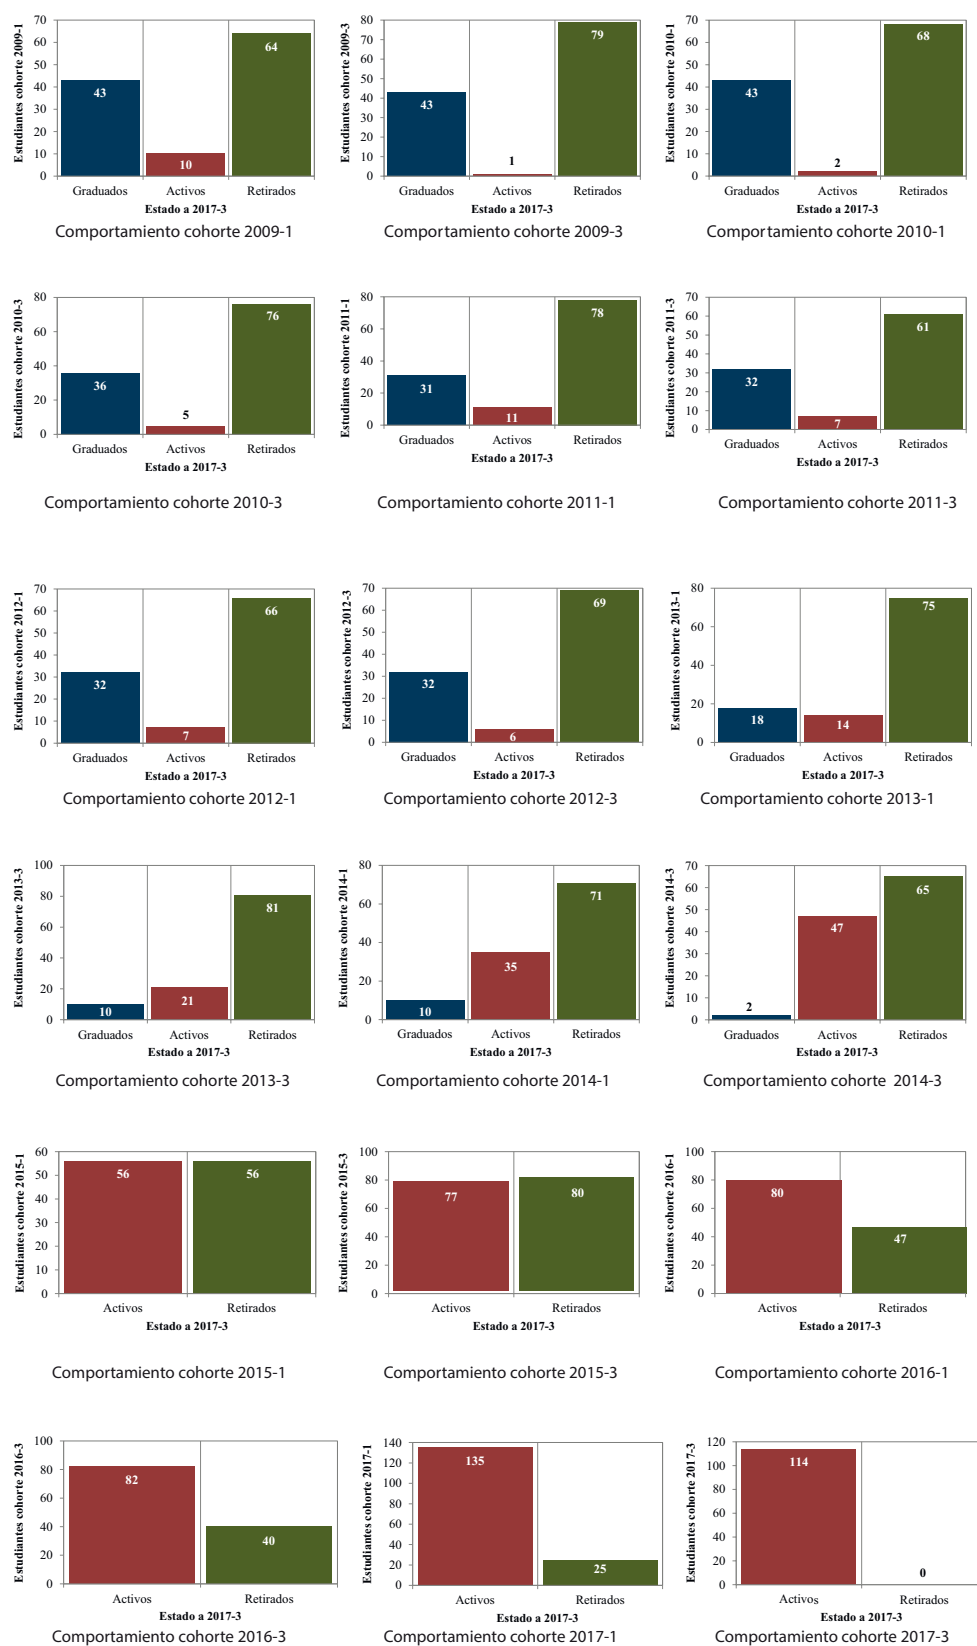 Estudiantes cohorte 2009-1
70
60
50
40
30
20
10
0
43
10
64
Graduados Activos Retirados
Estado a 2017-3
Comportamiento cohorte 2009-1
Estudiantes cohorte 2009-3
80
70
60
50
40
30
20
10
0
43
1
79
Graduados Activos Retirados
Estado a 2017-3
Comportamiento cohorte 2009-3
Estudiantes cohorte 2010-1
70
60
50
40
30
20
10
0
43
2
68
Graduados Activos Retirados
Estado a 2017-3
Comportamiento cohorte 2010-1
Estudiantes cohorte 2010-3
80
60
40
20
0
36
5
76
Graduados Activos Retirados
Estado a 2017-3
Comportamiento cohorte 2010-3
Estudiantes cohorte 2011-1
80
60
40
20
0
31
11
78
Graduados Activos Retirados
Estado a 2017-3
Comportamiento cohorte 2011-1
Estudiantes cohorte 2011-3
70
60
50
40
30
20
10
0
32
7
61
Graduados Activos Retirados
Estado a 2017-3
Comportamiento cohorte 2011-3
Estudiantes cohorte 2012-1
70
60
50
40
30
20
10
0
32
7
66
Graduados Activos Retirados
Estado a 2017-3
Comportamiento cohorte 2012-1
Estudiantes cohorte 2012-3
70
60
50
40
30
20
10
0
32
6
69
Graduados Activos Retirados
Estado a 2017-3
Comportamiento cohorte 2012-3
Estudiantes cohorte 2013-1
80
60
40
20
0
18
14
75
Graduados Activos Retirados
Estado a 2017-3
Comportamiento cohorte 2013-1
Estudiantes cohorte 2013-3
100
80
60
40
20
0
10
21
81
Graduados Activos Retirados
Estado a 2017-3
Comportamiento cohorte 2013-3
Estudiantes cohorte 2014-1
80
60
40
20
0
10
35
71
Graduados Activos Retirados
Estado a 2017-3
Comportamiento cohorte 2014-1
Estudiantes cohorte 2014-3
70
60
50
40
30
20
10
0
2
47
65
Graduados Activos Retirados
Estado a 2017-3
Comportamiento cohorte 2014-3
Estudiantes cohorte 2015-1
60
50
40
30
20
10
0
56
56
Activos Retirados
Estado a 2017-3
Comportamiento cohorte 2015-1
Estudiantes cohorte 2015-3
100
80
60
40
20
0
77
80
Activos Retirados
Estado a 2017-3
Comportamiento cohorte 2015-3
Estudiantes cohorte 2016-1
100
80
60
40
20
0
80
47
Activos Retirados
Estado a 2017-3
Comportamiento cohorte 2016-1
Estudiantes cohorte 2016-3
100
80
60
40
20
0
82
40
Activos Retirados
Estado a 2017-3
Comportamiento cohorte 2016-3
Estudiantes cohorte 2017-1
140
120
100
80
60
40
20
0
135
25
Activos Retirados
Estado a 2017-3
Comportamiento cohorte 2017-1
Estudiantes cohorte 2017-3
120
100
80
60
40
20
0
114
0
Activos Retirados
Estado a 2017-3
Comportamiento cohorte 2017-3